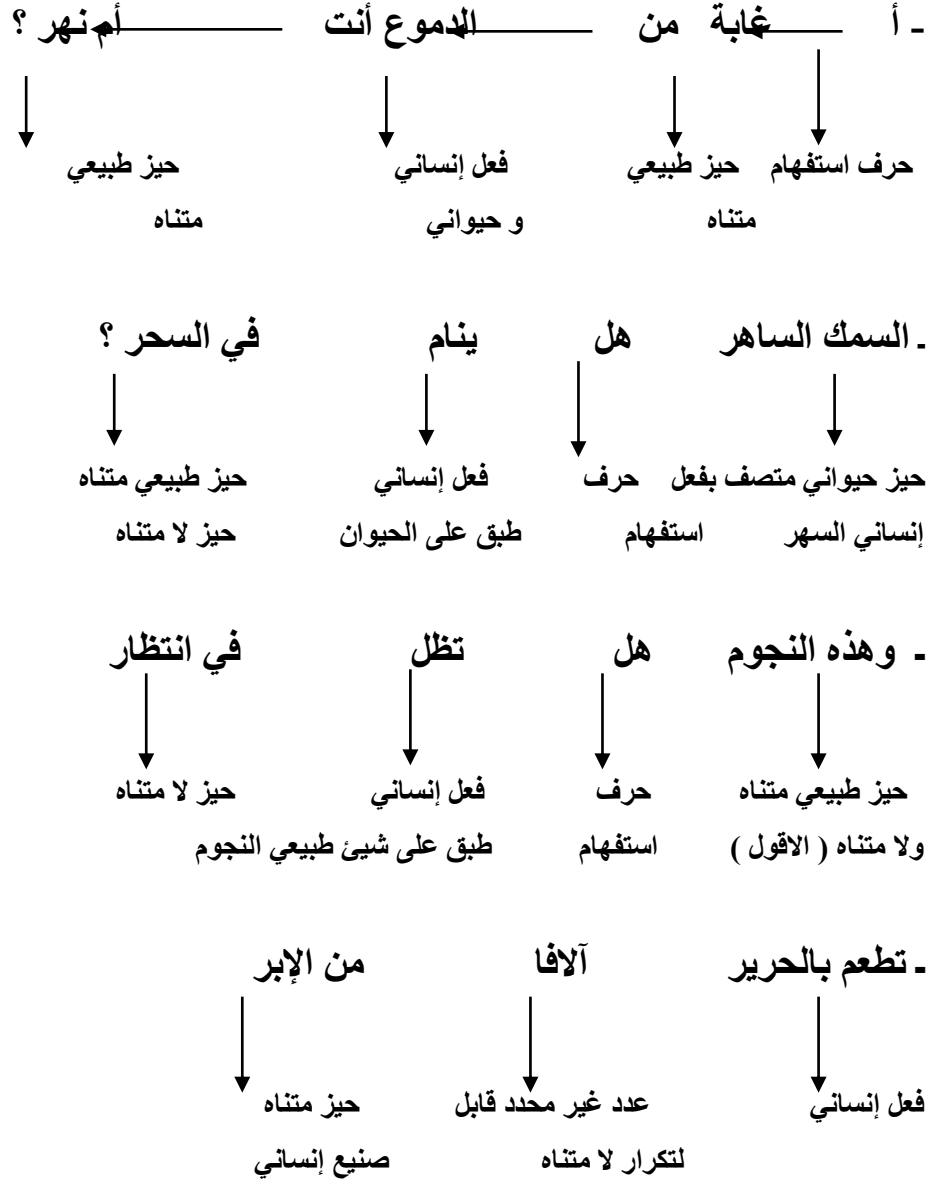 - أ غابة من الدموع أنت أم نهر ؟
حرف استفهام حيز طبيعي فعل إنساني حيز طبيعي
متناه و حيواني متناه
- السمك الساهر هل ينام في السحر ؟
حيز حيواني متصف بفعل حرف فعل إنساني حيز طبيعي متناه
إنساني السهر استفهام طبق على الحيوان حيز لا متناه
- وهذه النجوم هل تظل في انتظار
حيز طبيعي متناه حرف فعل إنساني حيز لا متناه
ولا متناه ( الاقول ) استفهام طبق على شيئ طبيعي النجوم
- تطعم بالحرير آلافا من الإبر
فعل إنساني عدد غير محدد قابل حيز متناه
لتكرار لا متناه صنيع إنساني